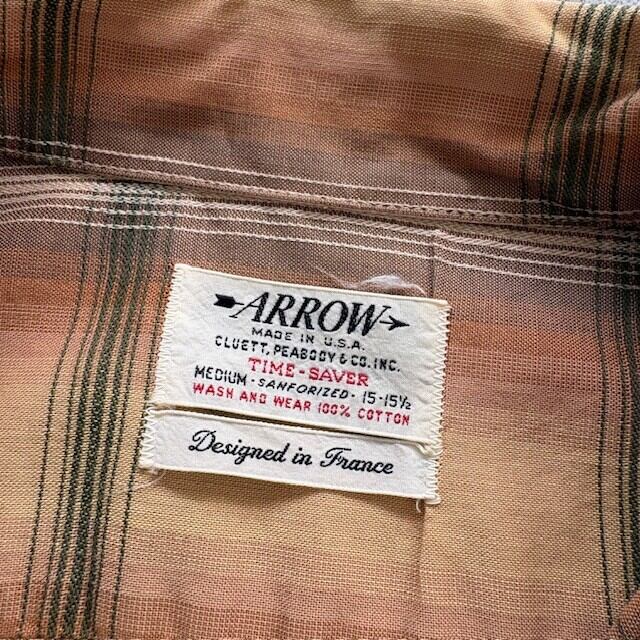 ARROW
MADE IN U.S.A.
CLUETT, PEABODY & CO. INC.
TIME-SAVER
MEDIUM · SANFORIZED · 15-15½
WASH AND WEAR 100% COTTON
Designed in France